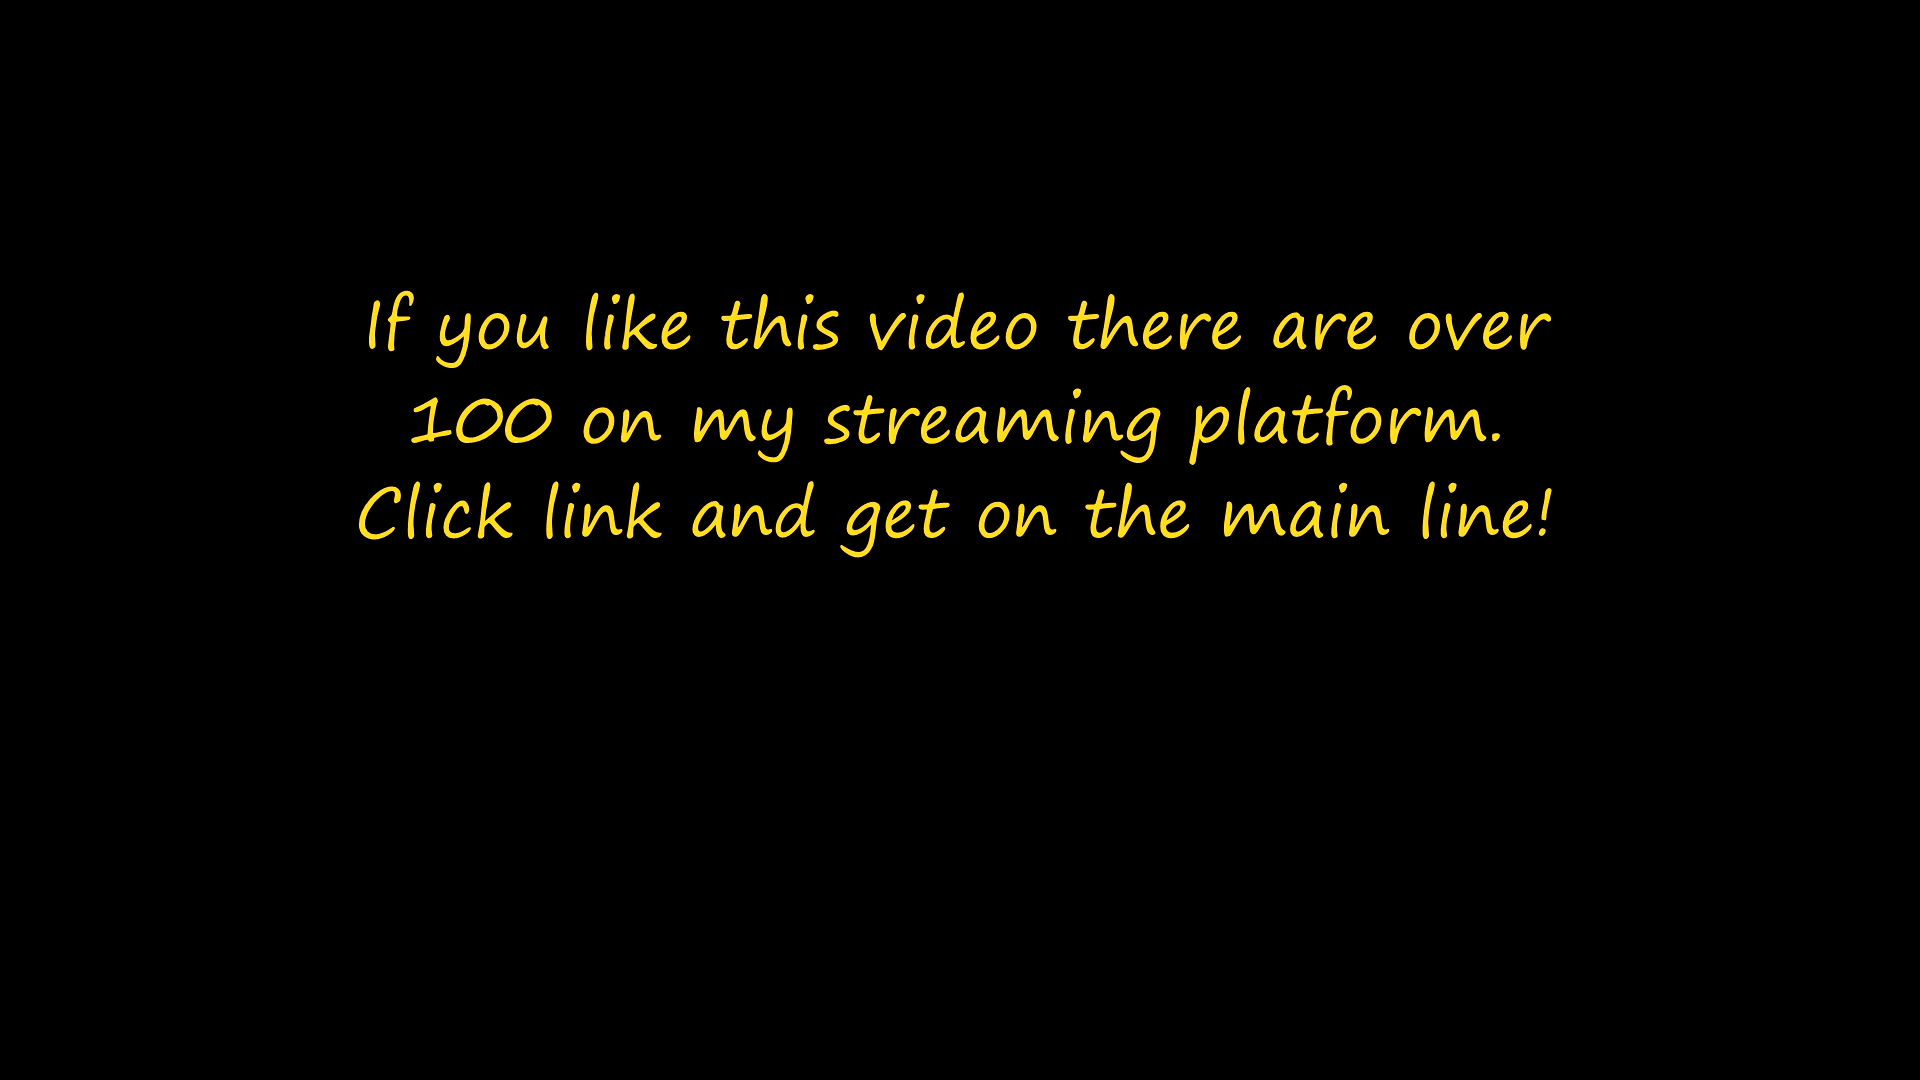 If you like this video there are over
100 on my streaming platform.
Click link and get on the main line!